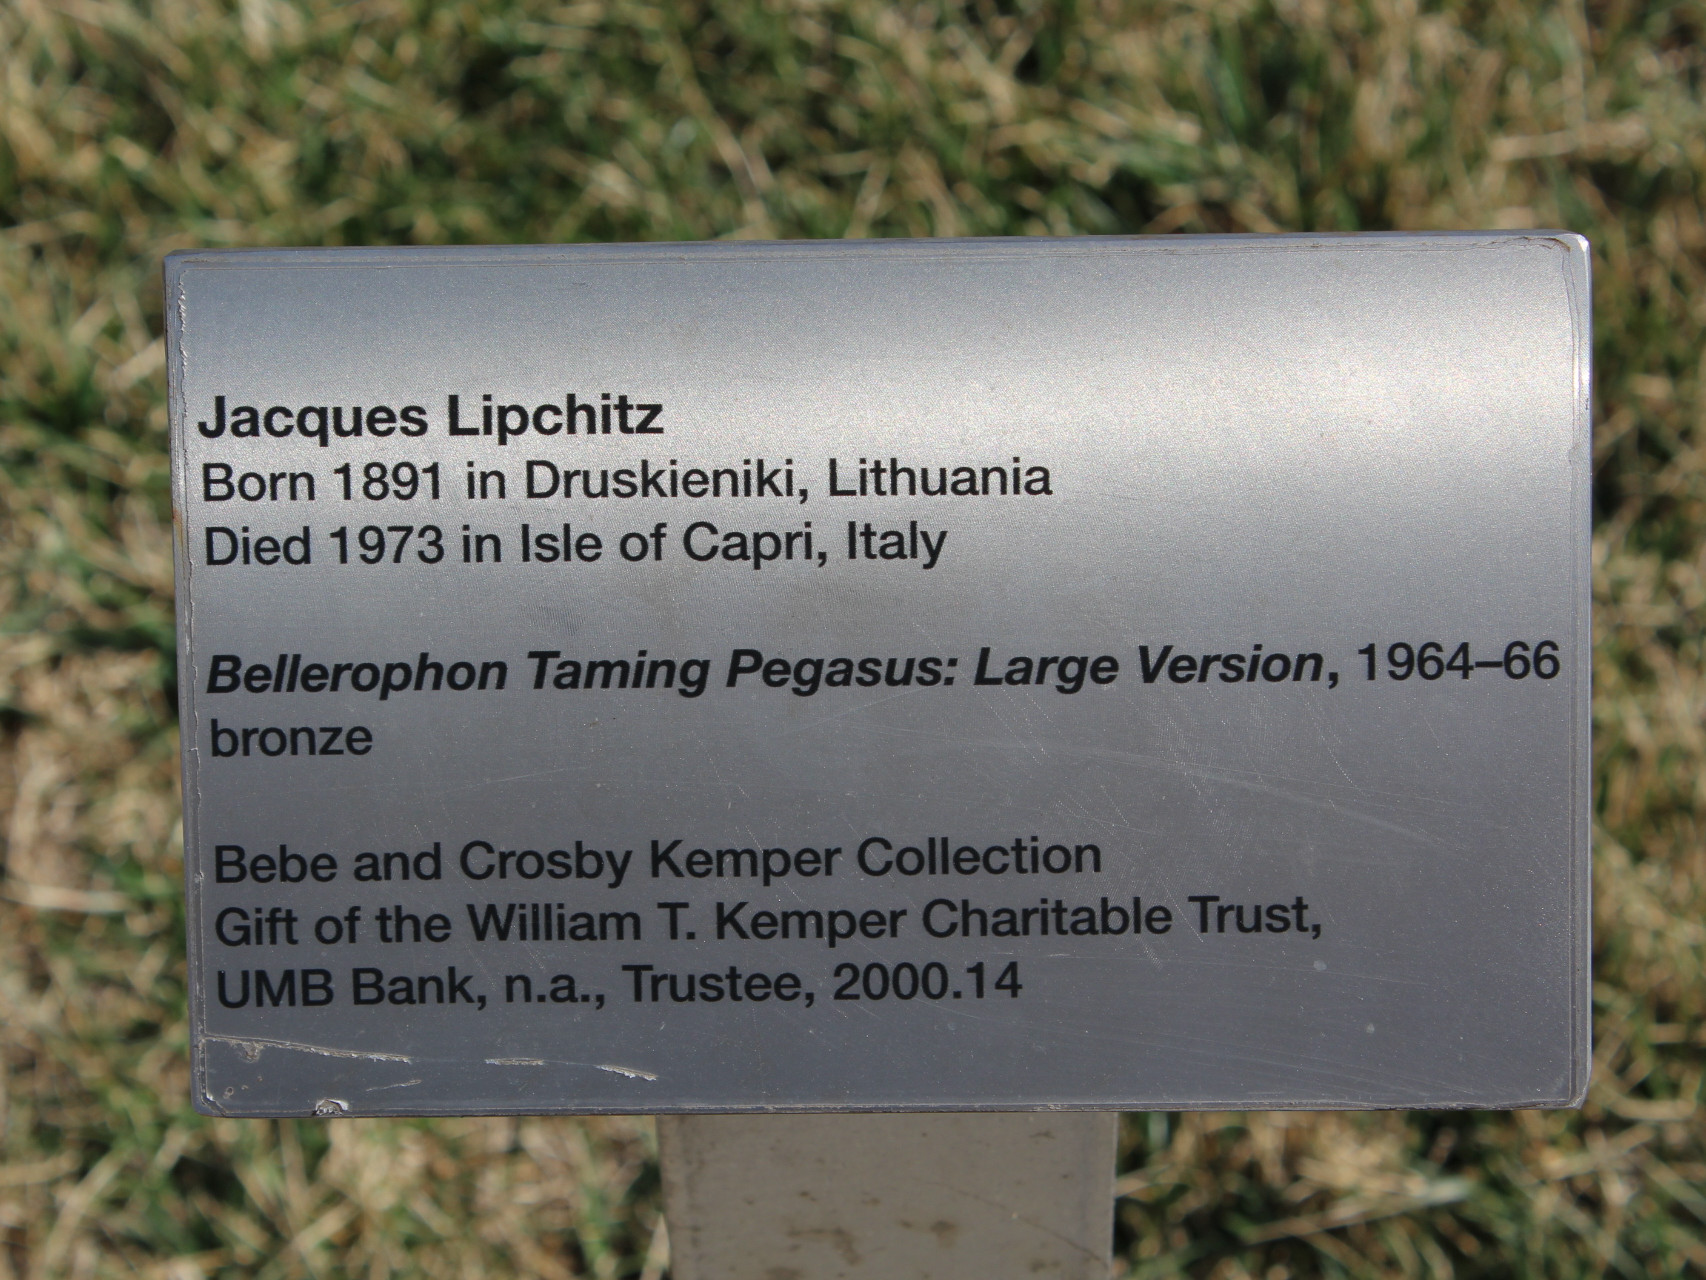 Jacques Lipchitz
Born 1891 in Druskieniki, Lithuania
Died 1973 in Isle of Capri, Italy
Bellerophon Taming Pegasus: Large Version, 1964–66
bronze
Bebe and Crosby Kemper Collection
Gift of the William T. Kemper Charitable Trust,
UMB Bank, n.a., Trustee, 2000.14